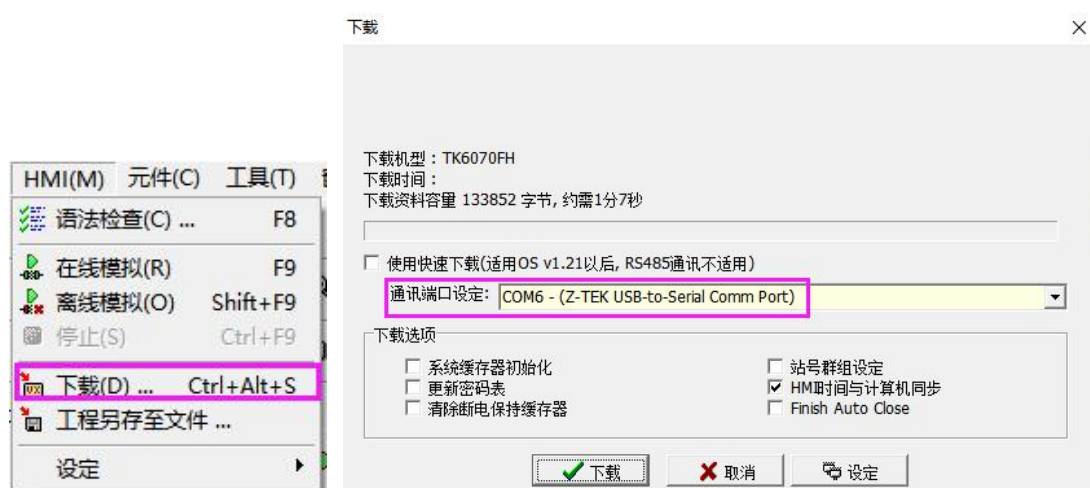 HMI(M) 元件(C) 工具(T)
语法检查(C) ... F8
在线模拟(R) F9
离线模拟(O) Shift+F9
停止(S) Ctrl+F9
下载(D) ... Ctrl+Alt+S
工程另存至文件 ...
设定
下载
下载机型：TK6070FH
下载时间：
下载资料容量 133852 字节, 约需1分7秒
使用快速下载(适用OS v1.21以后, RS485通讯不适用)
通讯端口设定: COM6 - (Z-TEK USB-to-Serial Comm Port)
下载选项
系统缓存器初始化
更新密码表
清除断电保持缓存器
站号群组设定
HMI时间与计算机同步
Finish Auto Close
下载 取消 设定